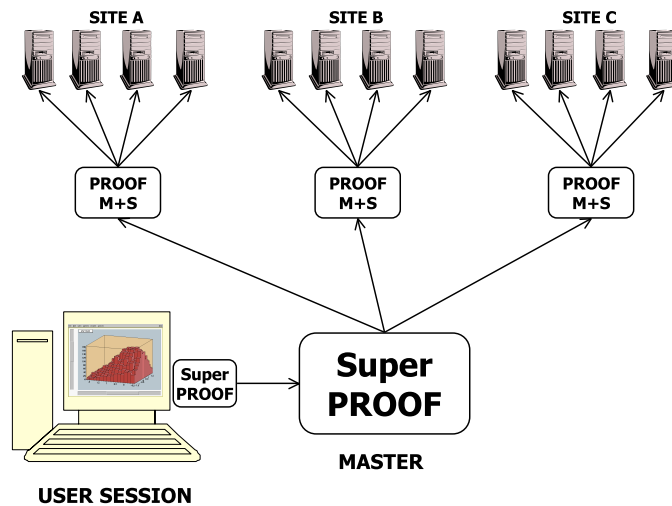 SITE A
SITE B
SITE C
PROOF
M+S
PROOF
M+S
PROOF
M+S
Super
PROOF
Super
PROOF
MASTER
USER SESSION